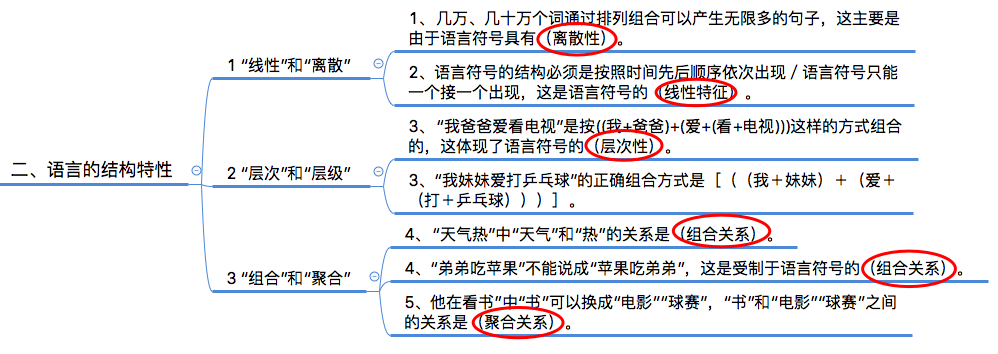 1、几万、几十万个词通过排列组合可以产生无限多的句子，这主要是
由于语言符号具有（离散性）。
1 “线性”和“离散”
2、语言符号的结构必须是按照时间先后顺序依次出现 / 语言符号只能
一个接一个出现，这是语言符号的（线性特征）。
3、“我爸爸爱看电视”是按((我+爸爸)+(爱+(看+电视)))这样的方式组合
的，这体现了语言符号的（层次性）。
二、语言的结构特性
2 “层次”和“层级”
3、“我妹妹爱打乒乓球”的正确组合方式是［（（我＋妹妹）＋（爱＋
（打＋乒乓球）））］。
4、“天气热”中“天气”和“热”的关系是（组合关系）。
3 “组合”和“聚合”
4、“弟弟吃苹果”不能说成“苹果吃弟弟”，这是受制于语言符号的（组合关系）。
5、他在看书”中“书”可以换成“电影”“球赛”，“书”和“电影”“球赛”之间
的关系是（聚合关系）。